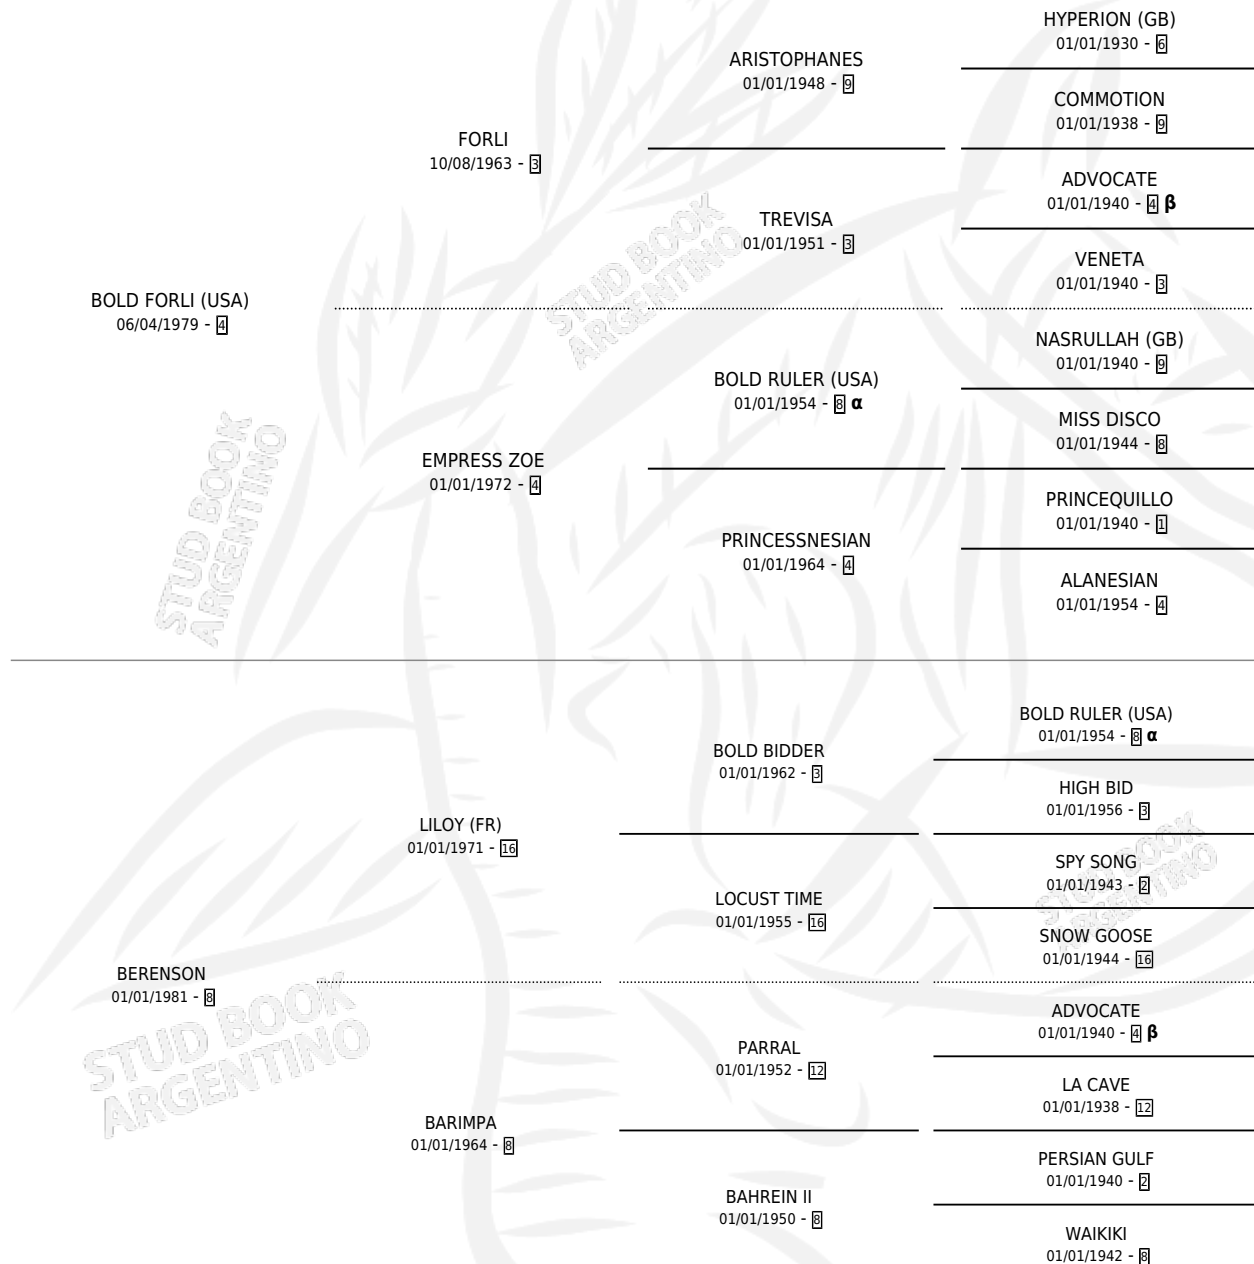 HYPERION (GB)
01/01/1930 - 6
ARISTOPHANES
01/01/1948 - 9
COMMOTION
01/01/1938 - 9
FORLI
10/08/1963 - 3
ADVOCATE
01/01/1940 - 4 β
TREVISA
01/01/1951 - 3
VENETA
01/01/1940 - 3
BOLD FORLI (USA)
06/04/1979 - 4
NASRULLAH (GB)
01/01/1940 - 9
BOLD RULER (USA)
01/01/1954 - 8 α
MISS DISCO
01/01/1944 - 8
EMPRESS ZOE
01/01/1972 - 4
PRINCEQUILLO
01/01/1940 - 1
PRINCESSNESIAN
01/01/1964 - 4
ALANESIAN
01/01/1954 - 4
BOLD RULER (USA)
01/01/1954 - 8 α
BOLD BIDDER
01/01/1962 - 3
HIGH BID
01/01/1956 - 3
LILOY (FR)
01/01/1971 - 16
SPY SONG
01/01/1943 - 2
LOCUST TIME
01/01/1955 - 16
SNOW GOOSE
01/01/1944 - 16
BERENSON
01/01/1981 - 8
ADVOCATE
01/01/1940 - 4 β
PARRAL
01/01/1952 - 12
LA CAVE
01/01/1938 - 12
BARIMPA
01/01/1964 - 8
PERSIAN GULF
01/01/1940 - 2
BAHREIN II
01/01/1950 - 8
WAIKIKI
01/01/1942 - 8
STUD BOOK
ARGENTINO
STUD BOOK
ARGENTINO
STUD BOOK
ARGENTINO
STUD BOOK
ARGENTINO